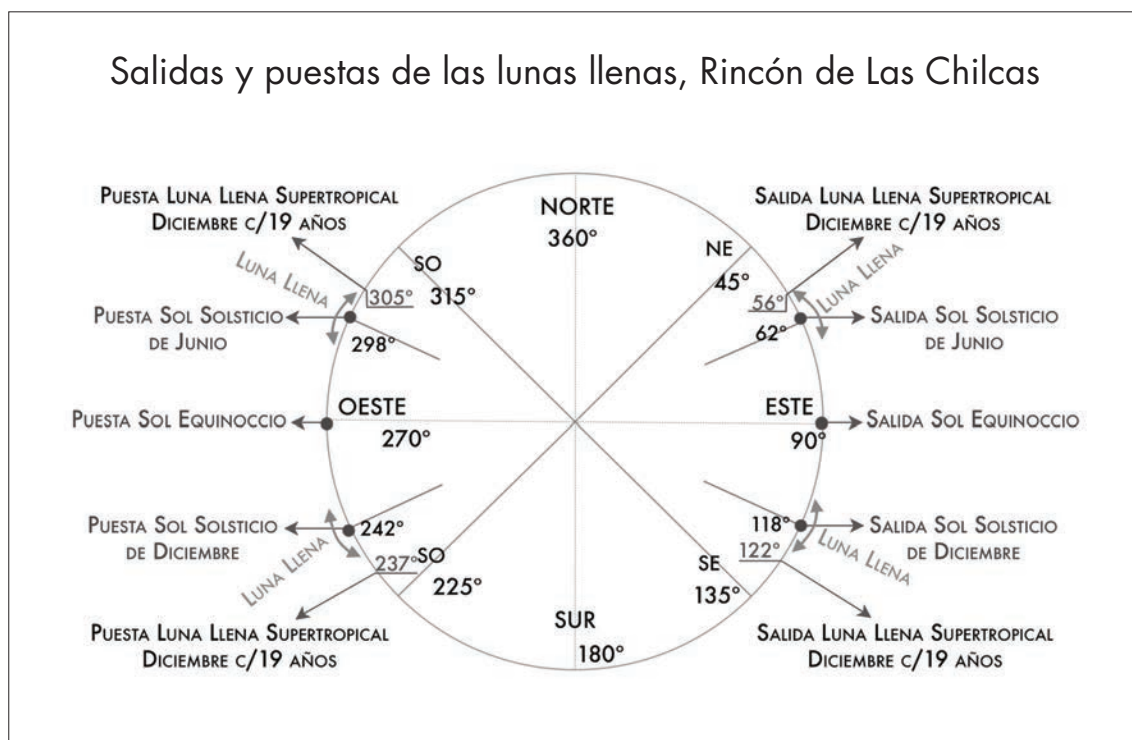 Salidas y puestas de las lunas llenas, Rincón de Las Chilcas
Puesta Luna Llena Supertropical
Diciembre c/19 años
Salida Luna Llena Supertropical
Diciembre c/19 años
NORTE
360°
SO
315°
NE
45°
Luna Llena
305°
56°
Luna Llena
Puesta Sol Solsticio
de Junio
298°
62°
Salida Sol Solsticio
de Junio
Puesta Sol Equinoccio
OESTE
270°
ESTE
90°
Salida Sol Equinoccio
Puesta Sol Solsticio
de Diciembre
242°
118°
Salida Sol Solsticio
de Diciembre
Luna Llena
237°
SO
225°
122°
SE
135°
Luna Llena
SUR
180°
Puesta Luna Llena Supertropical
Diciembre c/19 años
Salida Luna Llena Supertropical
Diciembre c/19 años